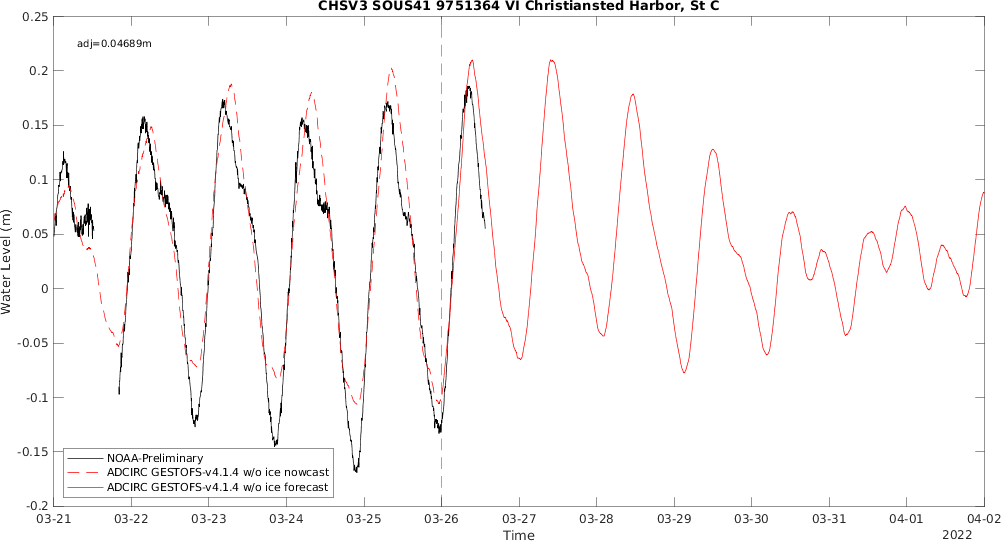 CHSV3 SOUS41 9751364 VI Christiansted Harbor, St C
adj=0.04689m
0.25
0.2
0.15
0.1
0.05
0
-0.05
-0.1
-0.15
-0.2
Water Level (m)
NOAA-Preliminary
ADCIRC GESTOFS-v4.1.4 w/o ice nowcast
ADCIRC GESTOFS-v4.1.4 w/o ice forecast
03-21 03-22 03-23 03-24 03-25 03-26 03-27 03-28 03-29 03-30 03-31 04-01 04-02
Time
2022